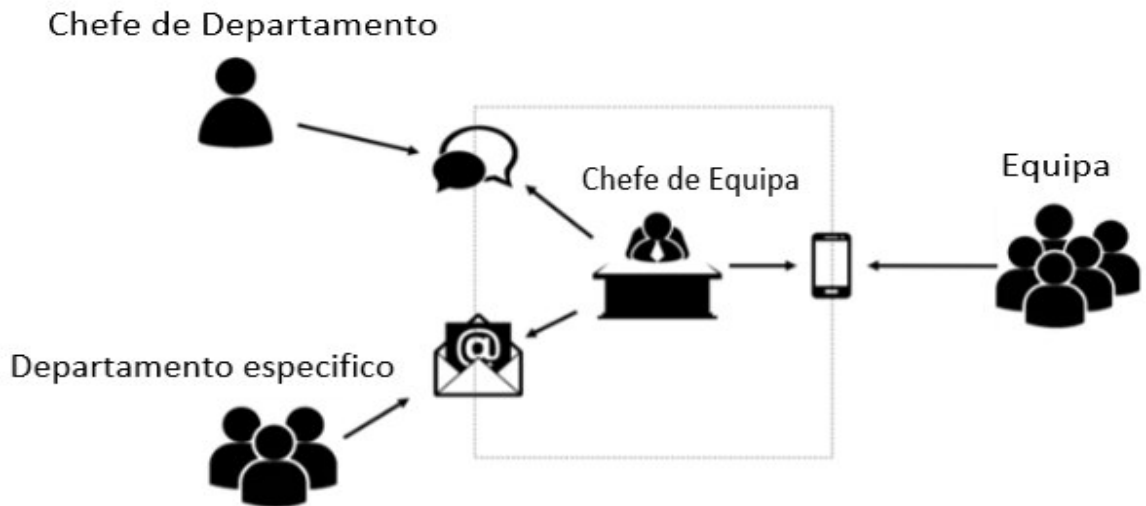 Chefe de Departamento
Chefe de Equipa
Equipa
Departamento especifico
@